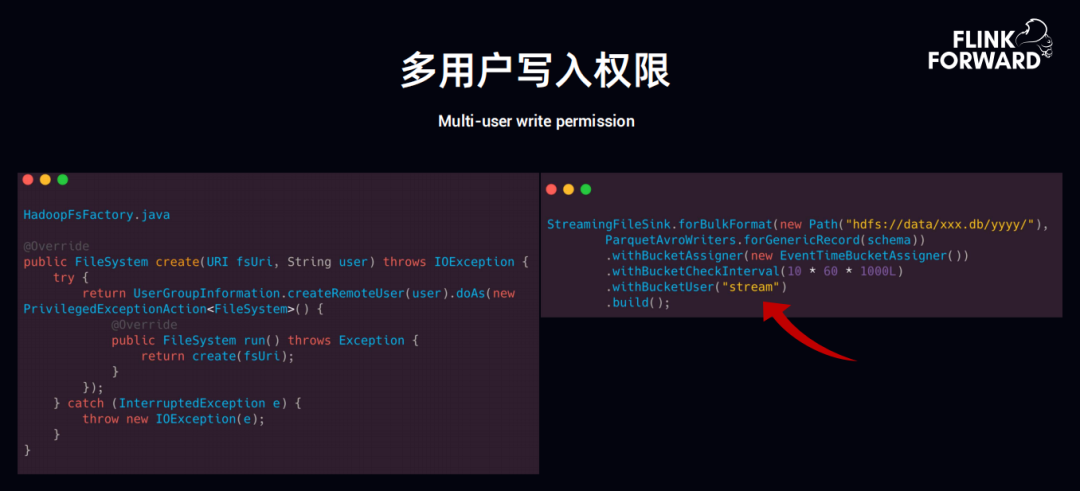 FLINK
FORWARD
多用户写入权限
Multi-user write permission
HadoopFsFactory.java
@Override
public FileSystem create(URI fsUri, String user) throws IOException {
try {
return UserGroupInformation.createRemoteUser(user).doAs(new
PrivilegedExceptionAction<FileSystem>() {
@Override
public FileSystem run() throws Exception {
return create(fsUri);
}
});
} catch (InterruptedException e) {
throw new IOException(e);
}
}
StreamingFileSink.forBulkFormat(new Path("hdfs://data/xxx.db/yyyy/"),
ParquetAvroWriters.forGenericRecord(schema))
.withBucketAssigner(new EventTimeBucketAssigner())
.withBucketCheckInterval(10 * 60 * 1000L)
.withBucketUser("stream")
.build();